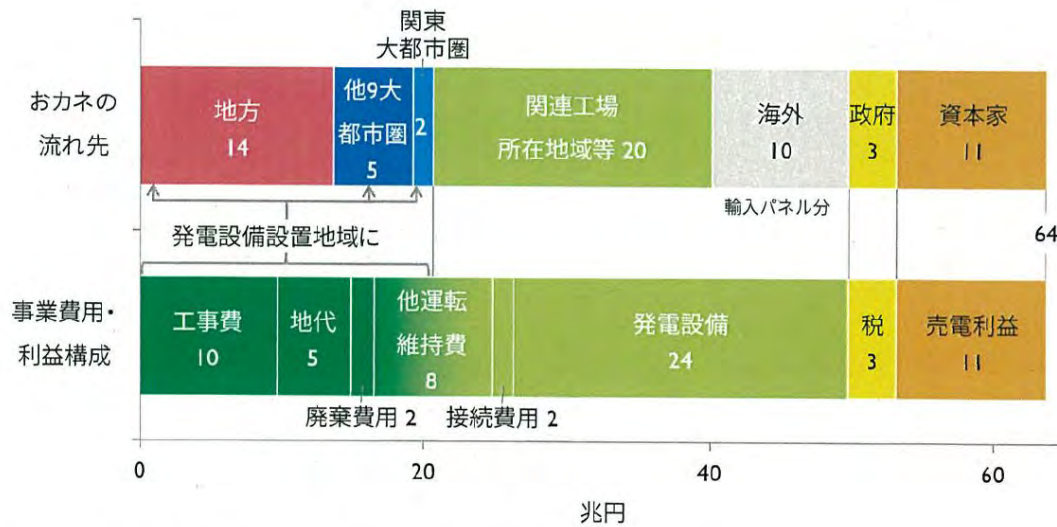 関東
大都市圏
おカネの
流れ先
地方
14
他9大
都市圏
5
2
関連工場
所在地域等 20
海外
10
政府
3
資本家
11
輸入パネル分
発電設備設置地域に
64
事業費用・
利益構成
工事費
10
地代
5
他運転
維持費
8
発電設備
24
税
3
売電利益
11
廃棄費用 2
接続費用 2
0
20
40
60
兆円